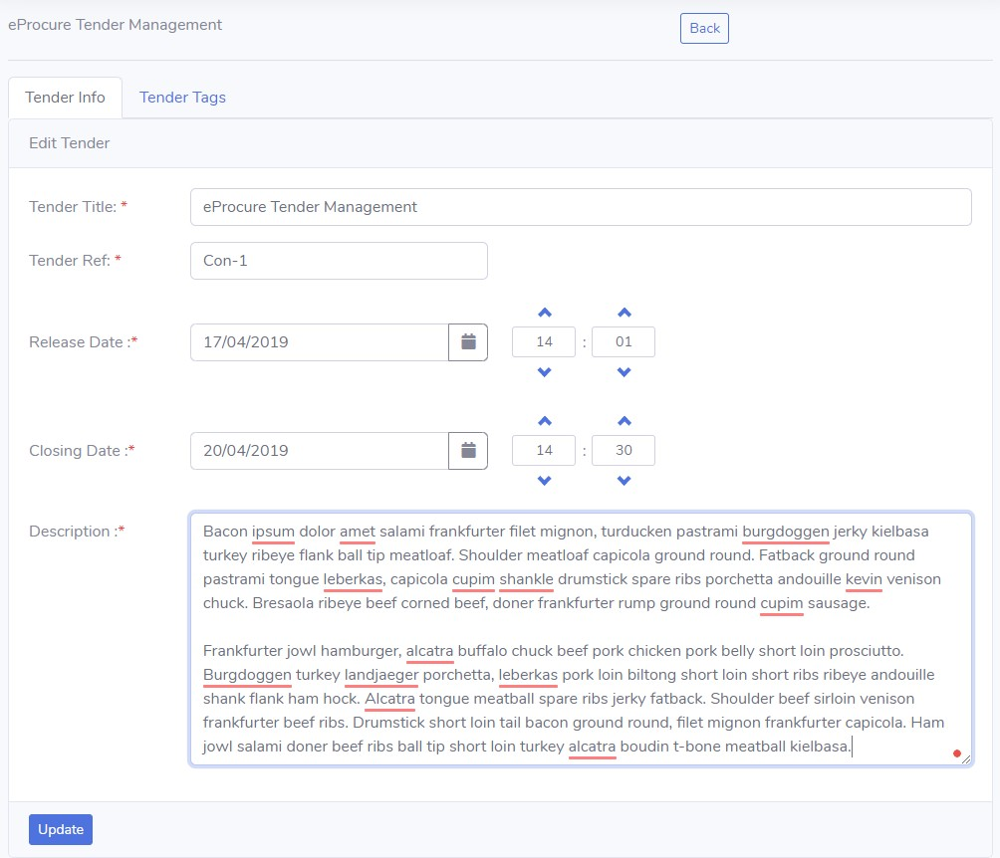 eProcure Tender Management
Back
Tender Info
Tender Tags
Edit Tender
Tender Title: *
eProcure Tender Management
Tender Ref: *
Con-1
Release Date :*
17/04/2019
14 : 01
Closing Date :*
20/04/2019
14 : 30
Description :*
Bacon ipsum dolor amet salami frankfurter filet mignon, turducken pastrami burgdoggen jerky kielbasa
turkey ribeye flank ball tip meatloaf. Shoulder meatloaf capicola ground round. Fatback ground round
pastrami tongue leberkas, capicola cupim shankle drumstick spare ribs porchetta andouille kevin venison
chuck. Bresaola ribeye beef corned beef, doner frankfurter rump ground round cupim sausage.
Frankfurter jowl hamburger, alcatra buffalo chuck beef pork chicken pork belly short loin prosciutto.
Burgdoggen turkey landjaeger porchetta, leberkas pork loin biltong short loin short ribs ribeye andouille
shank flank ham hock. Alcatra tongue meatball spare ribs jerky fatback. Shoulder beef sirloin venison
frankfurter beef ribs. Drumstick short loin tail bacon ground round, filet mignon frankfurter capicola. Ham
jowl salami doner beef ribs ball tip short loin turkey alcatra boudin t-bone meatball kielbasa.
Update